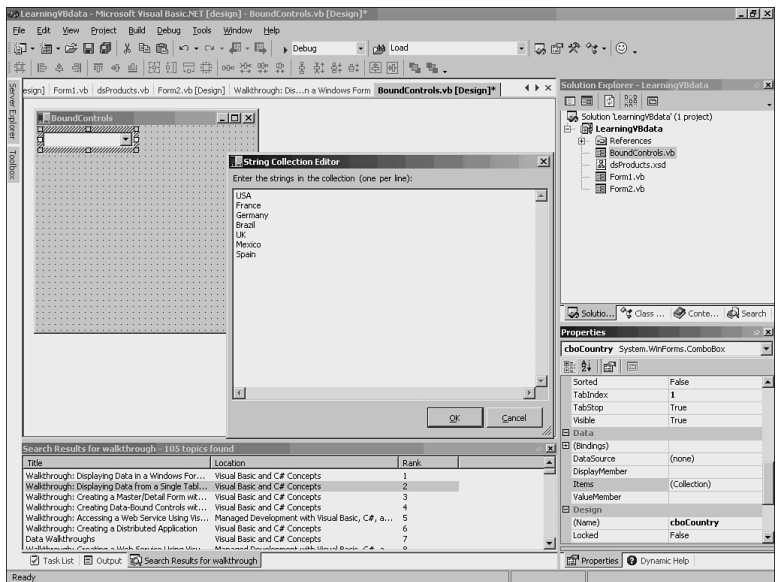 LearningVBdata - Microsoft Visual Basic.NET [design] - BoundControls.vb [Design]*
File Edit View Project Build Debug Tools Window Help
Debug Load
esign] Form1.vb dsProducts.vb Form2.vb [Design] Walkthrough: Dis...n a Windows Form BoundControls.vb [Design]*
Server Explorer
Toolbox
BoundControls
String Collection Editor
Enter the strings in the collection (one per line):
USA
France
Germany
Brazil
UK
Mexico
Spain
OK Cancel
Solution Explorer - LearningVBdata
Solution 'LearningVBdata' (1 project)
LearningVBdata
References
BoundControls.vb
dsProducts.xsd
Form1.vb
Form2.vb
Solutio... Class ... Conte... Search
Properties
cboCountry System.WinForms.ComboBox
Sorted False
TabIndex 1
TabStop True
Visible True
Data
(Bindings)
DataSource (none)
DisplayMember
Items (Collection)
ValueMember
Design
(Name) cboCountry
Locked False
Properties Dynamic Help
Search Results for walkthrough - 105 topics found
Title Location Rank
Walkthrough: Displaying Data in a Windows For... Visual Basic and C# Concepts 1
Walkthrough: Displaying Data from a Single Tabl... Visual Basic and C# Concepts 2
Walkthrough: Creating a Master/Detail Form wit... Visual Basic and C# Concepts 3
Walkthrough: Creating Data-Bound Controls wit... Visual Basic and C# Concepts 4
Walkthrough: Accessing a Web Service Using Vis... Managed Development with Visual Basic, C#, a... 5
Walkthrough: Creating a Distributed Application Visual Basic and C# Concepts 6
Data Walkthroughs Visual Basic and C# Concepts 7
Task List Output Search Results for walkthrough
Ready